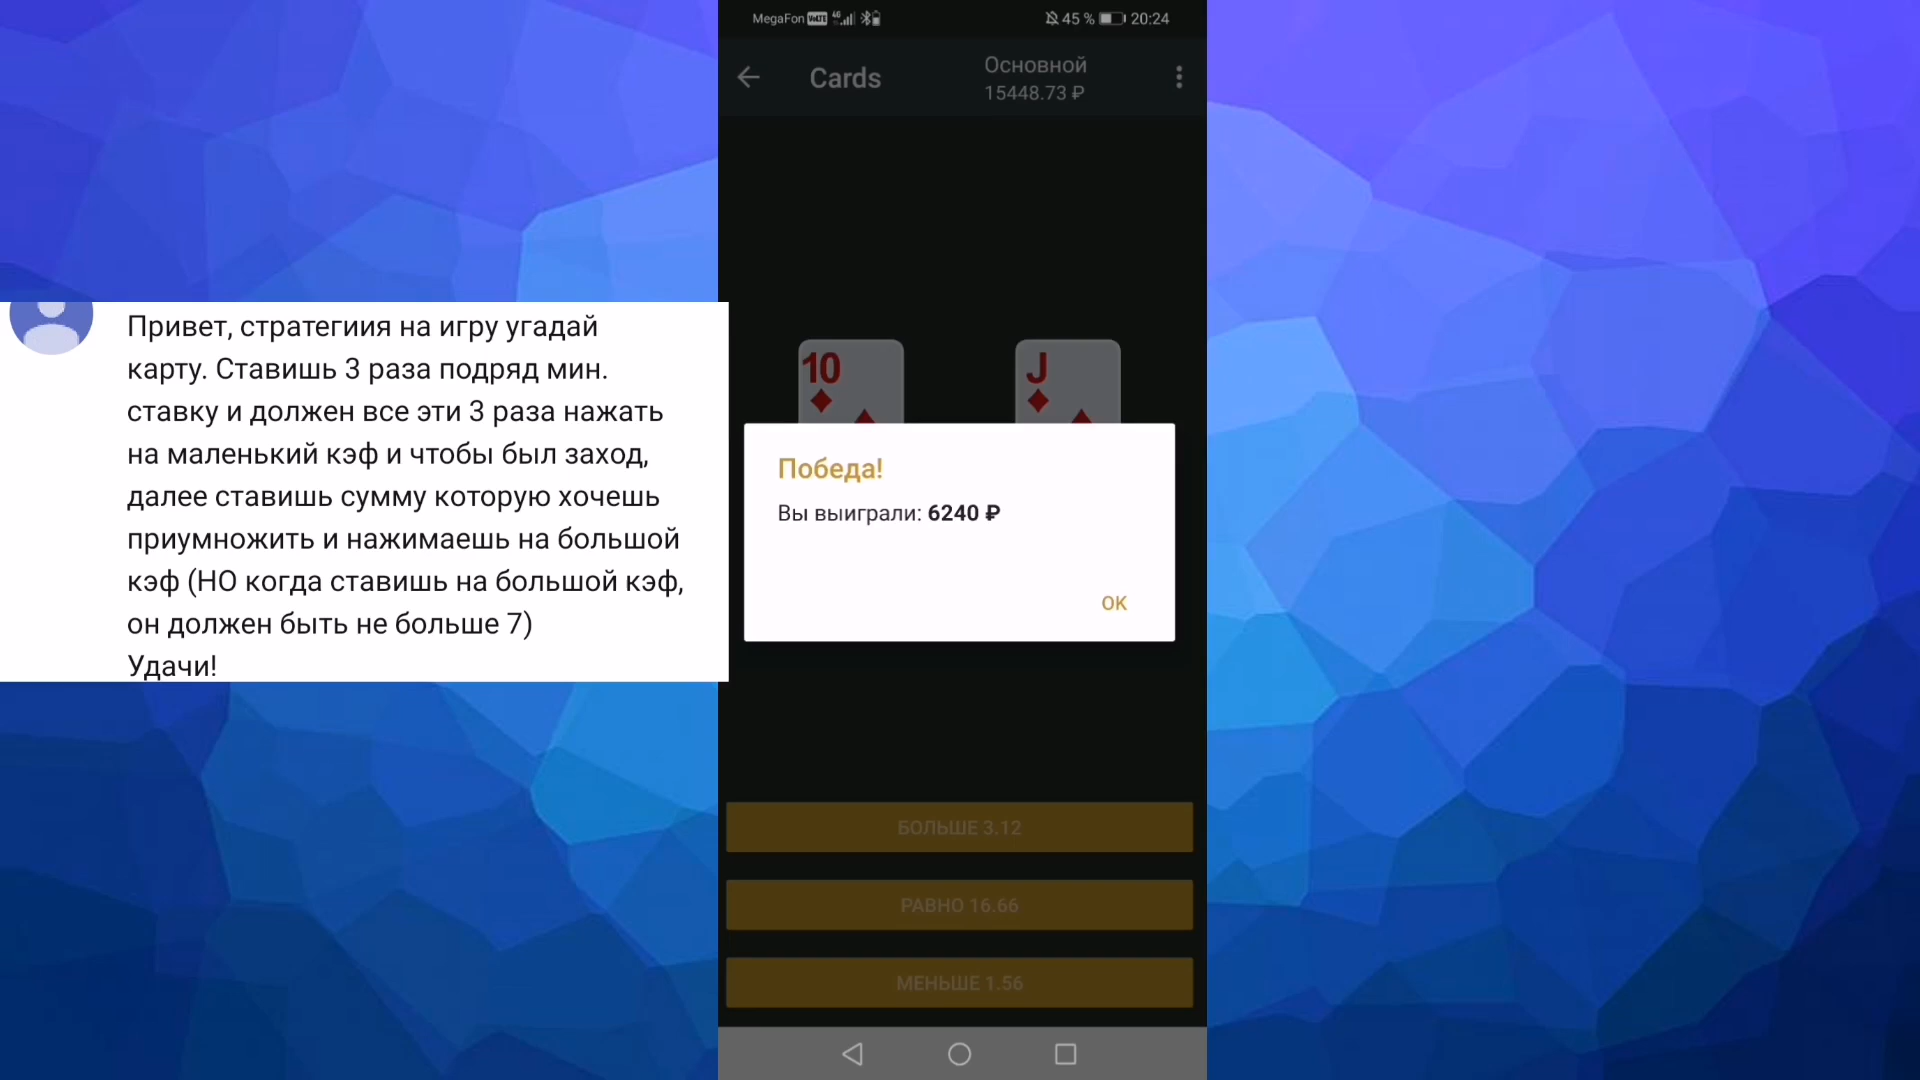 MegaFon VoLTE 4G 45 % 20:24
Cards
Основной
15448.73 ₽
Привет, стратегиия на игру угадай
карту. Ставишь 3 раза подряд мин.
ставку и должен все эти 3 раза нажать
на маленький кэф и чтобы был заход,
далее ставишь сумму которую хочешь
приумножить и нажимаешь на большой
кэф (НО когда ставишь на большой кэф,
он должен быть не больше 7)
Удачи!
10
J
Победа!
Вы выиграли: 6240 ₽
OK
БОЛЬШЕ 3.12
РАВНО 16.66
МЕНЬШЕ 1.56